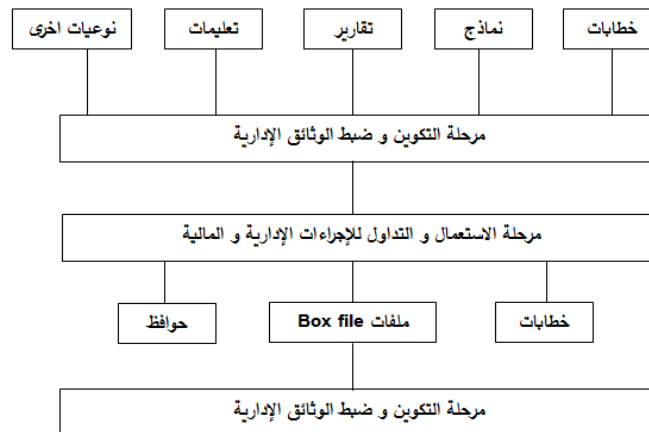 خطابات
نماذج
تقارير
تعليمات
نوعيات اخرى
مرحلة التكوين و ضبط الوثائق الإدارية
مرحلة الاستعمال و التداول للإجراءات الإدارية و المالية
خطابات
ملفات Box file
حوافظ
مرحلة التكوين و ضبط الوثائق الإدارية